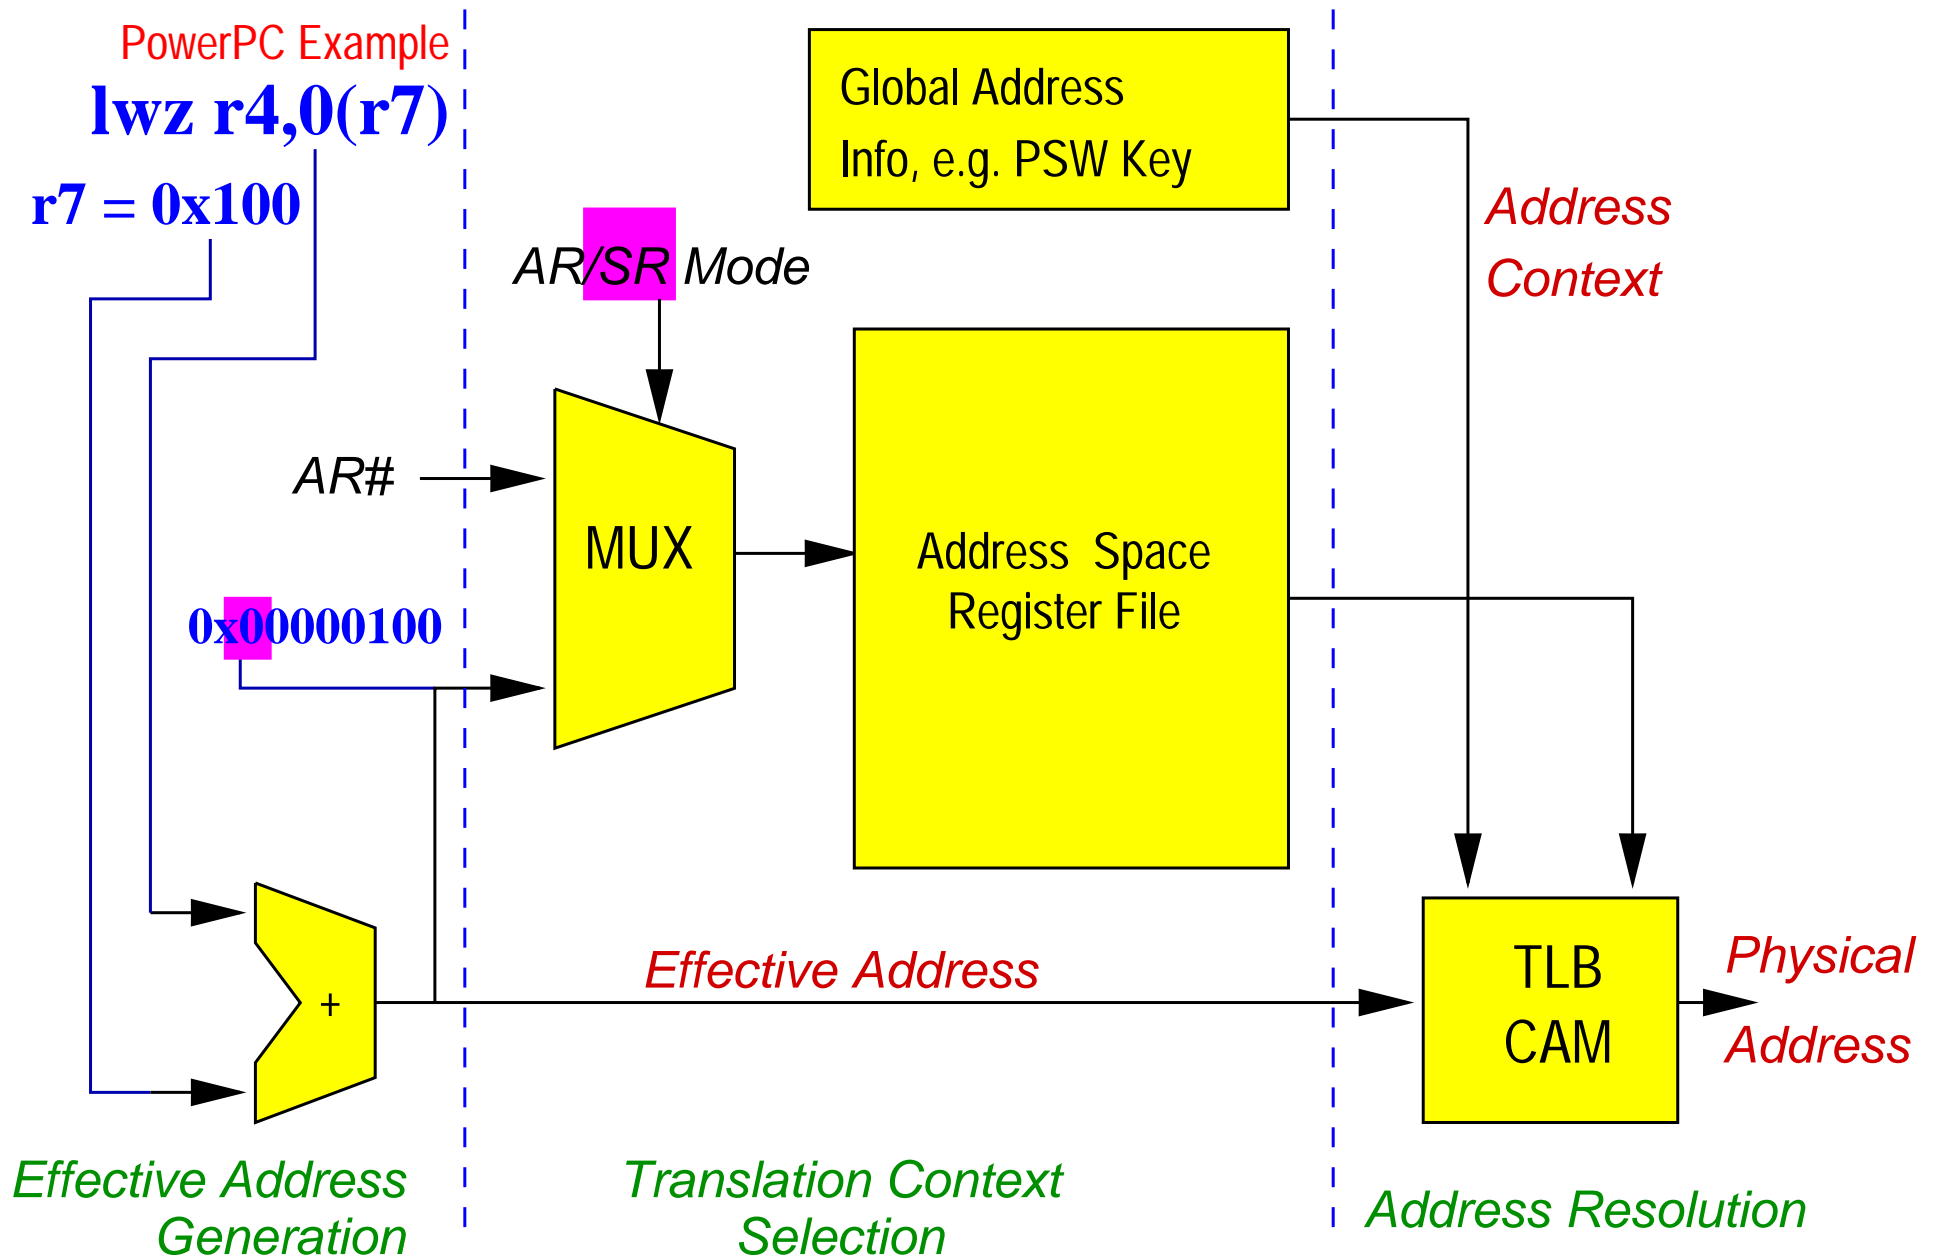 PowerPC Example
lwz r4,0(r7)
r7 = 0x100
Global Address
Info, e.g. PSW Key
Address
Context
AR/SR Mode
AR#
MUX
Address Space
Register File
0x00000100
+
Effective Address
TLB
CAM
Physical
Address
Effective Address
Generation
Translation Context
Selection
Address Resolution